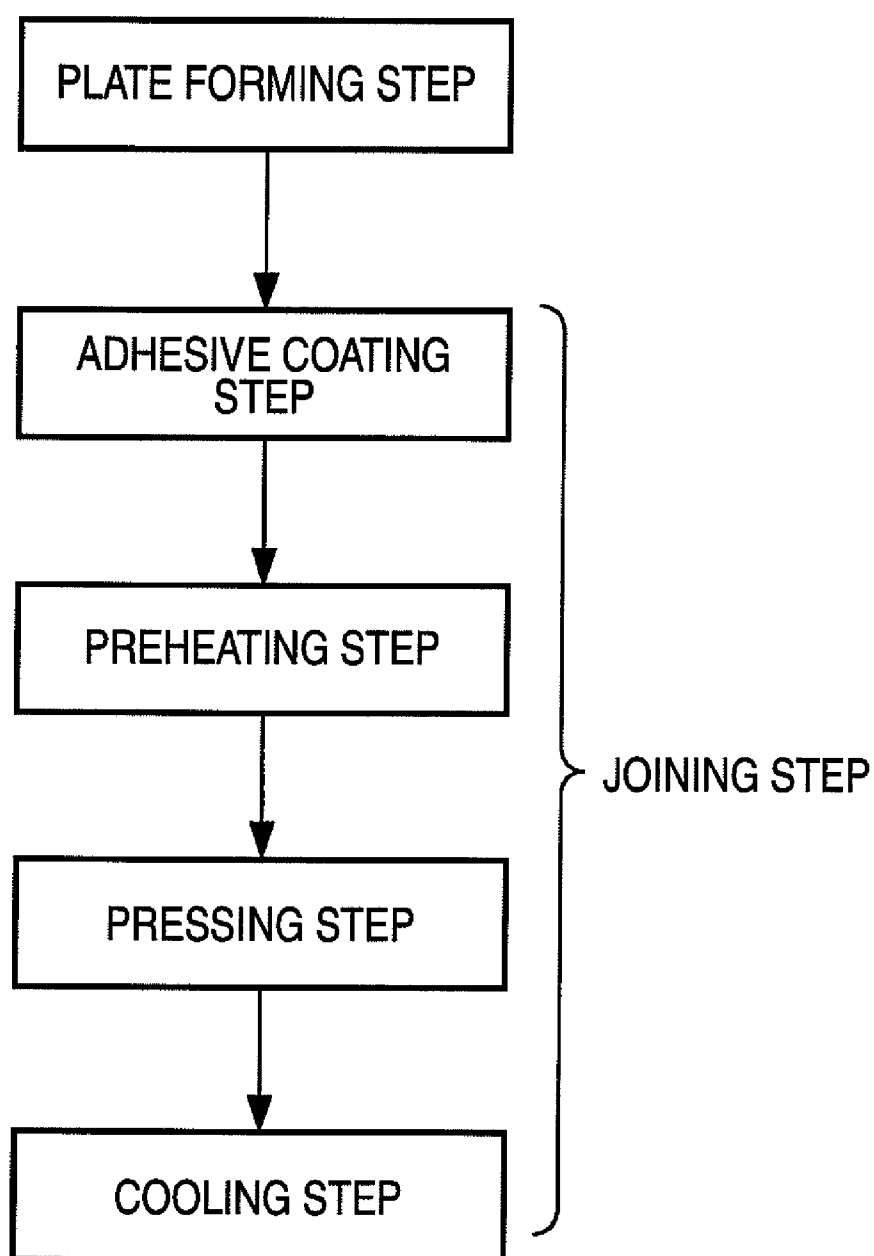 PLATE FORMING STEP
ADHESIVE COATING
STEP
PREHEATING STEP
JOINING STEP
PRESSING STEP
COOLING STEP